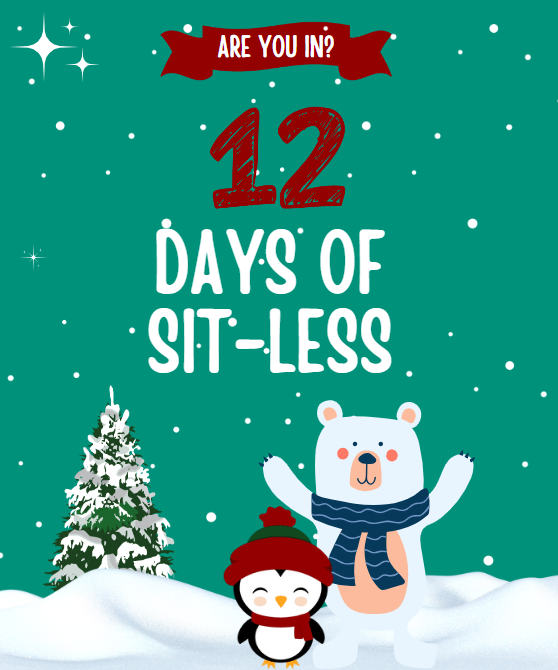 ARE YOU IN?
12
DAYS OF
SIT-LESS